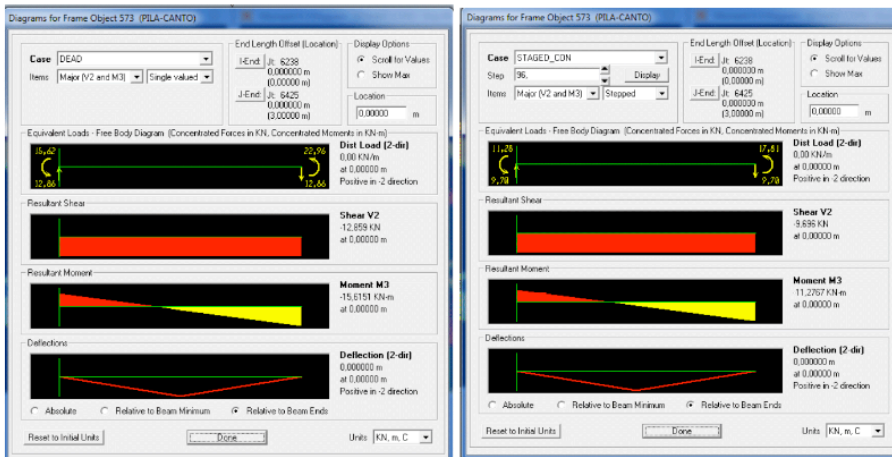 Diagrams for Frame Object 573 (PILA-CANTO)
Case DEAD
Items Major (V2 and M3) Single valued
End Length Offset (Location)
I-End: Jt: 6238
0,000000 m
(0,00000 m)
J-End: Jt: 6425
0,000000 m
(3,00000 m)
Display Options
Scroll for Values
Show Max
Location
0,00000 m
Equivalent Loads - Free Body Diagram (Concentrated Forces in KN, Concentrated Moments in KN-m)
15,62 22,96
12,86 12,86
Dist Load (2-dir)
0,00 KN/m
at 0,00000 m
Positive in -2 direction
Resultant Shear
Shear V2
-12,859 KN
at 0,00000 m
Resultant Moment
Moment M3
-15,6151 KN-m
at 0,00000 m
Deflections
Deflection (2-dir)
0,000000 m
at 0,00000 m
Positive in -2 direction
Absolute Relative to Beam Minimum Relative to Beam Ends
Reset to Initial Units Done Units KN, m, C
Diagrams for Frame Object 573 (PILA-CANTO)
Case STAGED_CON
Step 96, Display
Items Major (V2 and M3) Stepped
End Length Offset (Location)
I-End: Jt: 6238
0,000000 m
(0,00000 m)
J-End: Jt: 6425
0,000000 m
(3,00000 m)
Display Options
Scroll for Values
Show Max
Location
0,00000 m
Equivalent Loads - Free Body Diagram (Concentrated Forces in KN, Concentrated Moments in KN-m)
11,28 17,81
9,70 9,70
Dist Load (2-dir)
0,00 KN/m
at 0,00000 m
Positive in -2 direction
Resultant Shear
Shear V2
-9,696 KN
at 0,00000 m
Resultant Moment
Moment M3
-11,2767 KN-m
at 0,00000 m
Deflections
Deflection (2-dir)
0,000000 m
at 0,00000 m
Positive in -2 direction
Absolute Relative to Beam Minimum Relative to Beam Ends
Reset to Initial Units Done Units KN, m, C